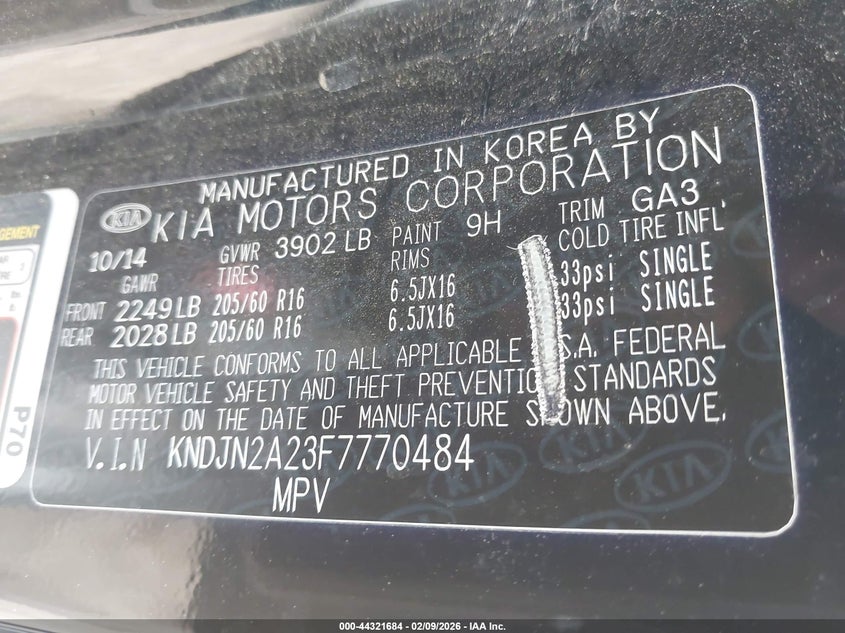 MANUFACTURED IN KOREA BY
KIA KIA MOTORS CORPORATION
10/14 GVWR 3902 LB PAINT 9H TRIM GA3
GAWR TIRES RIMS COLD TIRE INFL
FRONT 2249 LB 205/60 R16 6.5JX16 33psi SINGLE
REAR 2028 LB 205/60 R16 6.5JX16 33psi SINGLE
THIS VEHICLE CONFORMS TO ALL APPLICABLE .S.A. FEDERAL
MOTOR VEHICLE SAFETY AND THEFT PREVENTIO STANDARDS
IN EFFECT ON THE DATE OF MANUFACTURE S OWN ABOVE.
V.I.N KNDJN2A23F7770484
MPV
P70
000-44321684 | 02/09/2026 - IAA Inc.